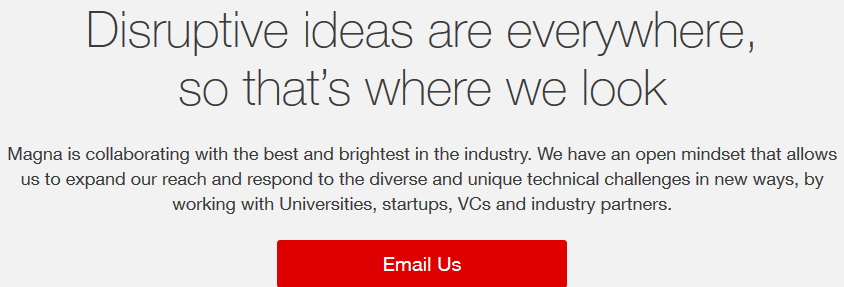 Disruptive ideas are everywhere,
so that’s where we look
Magna is collaborating with the best and brightest in the industry. We have an open mindset that allows
us to expand our reach and respond to the diverse and unique technical challenges in new ways, by
working with Universities, startups, VCs and industry partners.
Email Us